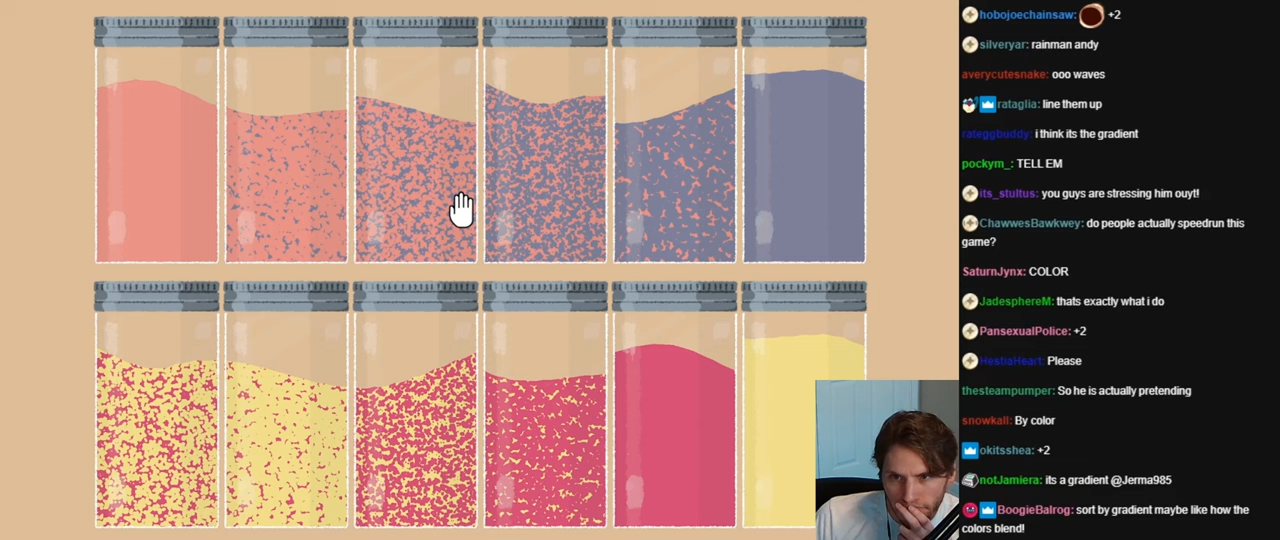 hobojoechainsaw: +2
silveryar: rainman andy
averycutesnake: ooo waves
rataglia: line them up
rateggbuddy: i think its the gradient
pockym_: TELL EM
its_stultus: you guys are stressing him ouyt!
ChawwesBawkwey: do people actually speedrun this
game?
SaturnJynx: COLOR
JadesphereM: thats exactly what i do
PansexualPolice: +2
HestiaHeart: Please
thesteampumper: So he is actually pretending
snowkall: By color
okitsshea: +2
notJamiera: its a gradient @Jerma985
BoogieBalrog: sort by gradient maybe like how the
colors blend!